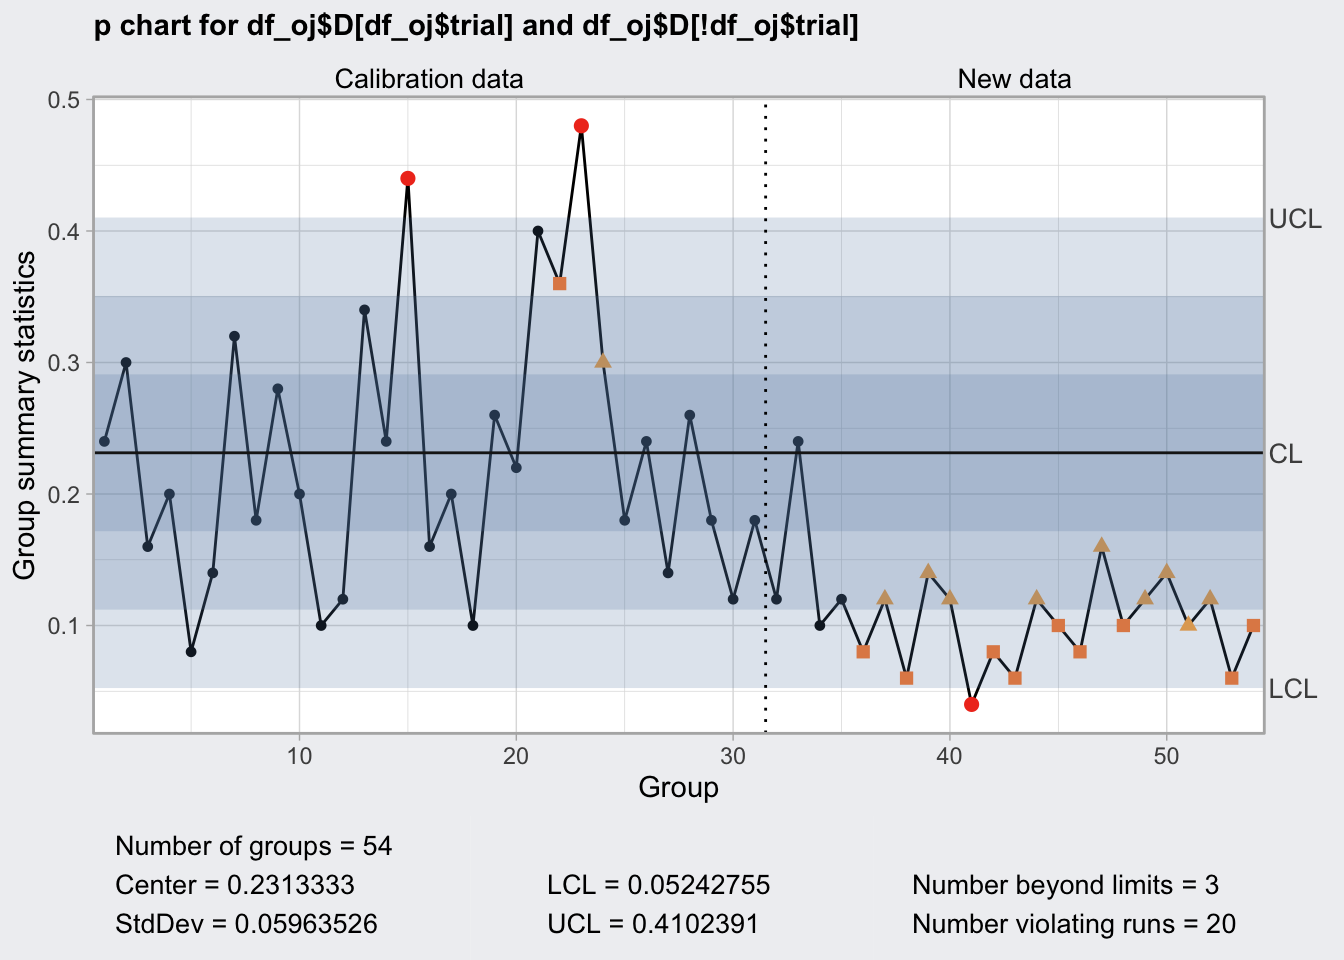 p chart for df_oj$D[df_oj$trial] and df_oj$D[!df_oj$trial]
Calibration data
New data
Group summary statistics
0.5
0.4
0.3
0.2
0.1
UCL
CL
LCL
10
20
30
40
50
Group
Number of groups = 54
Center = 0.2313333
LCL = 0.05242755
Number beyond limits = 3
StdDev = 0.05963526
UCL = 0.4102391
Number violating runs = 20